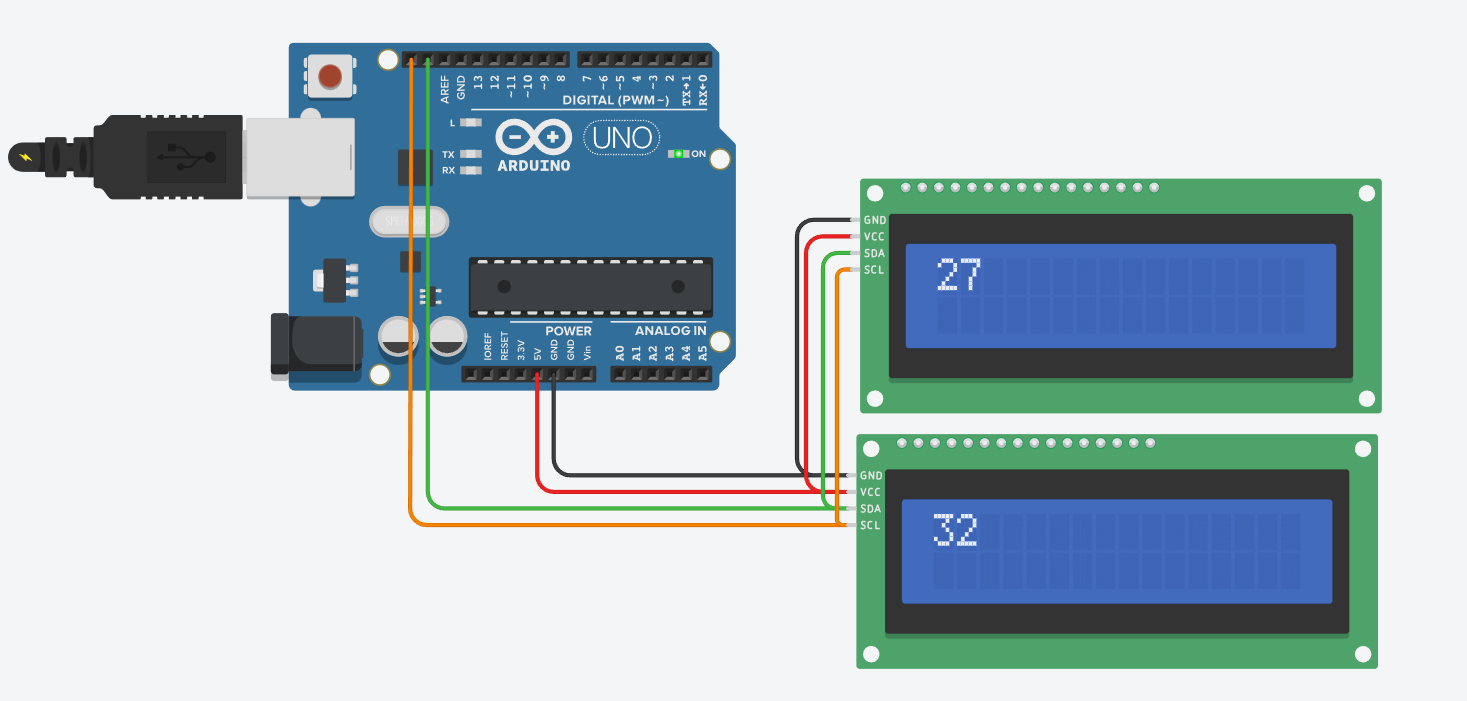 AREF
GND
13
12
~11
~10
~9
8
7
~6
~5
4
~3
2
TX→1
RX←0
DIGITAL (PWM~)
L
TX
RX
UNO
ON
ARDUINO
POWER
ANALOG IN
IOREF
RESET
3.3V
5V
GND
GND
Vin
A0
A1
A2
A3
A4
A5
GND
VCC
SDA
SCL
27
GND
VCC
SDA
SCL
32